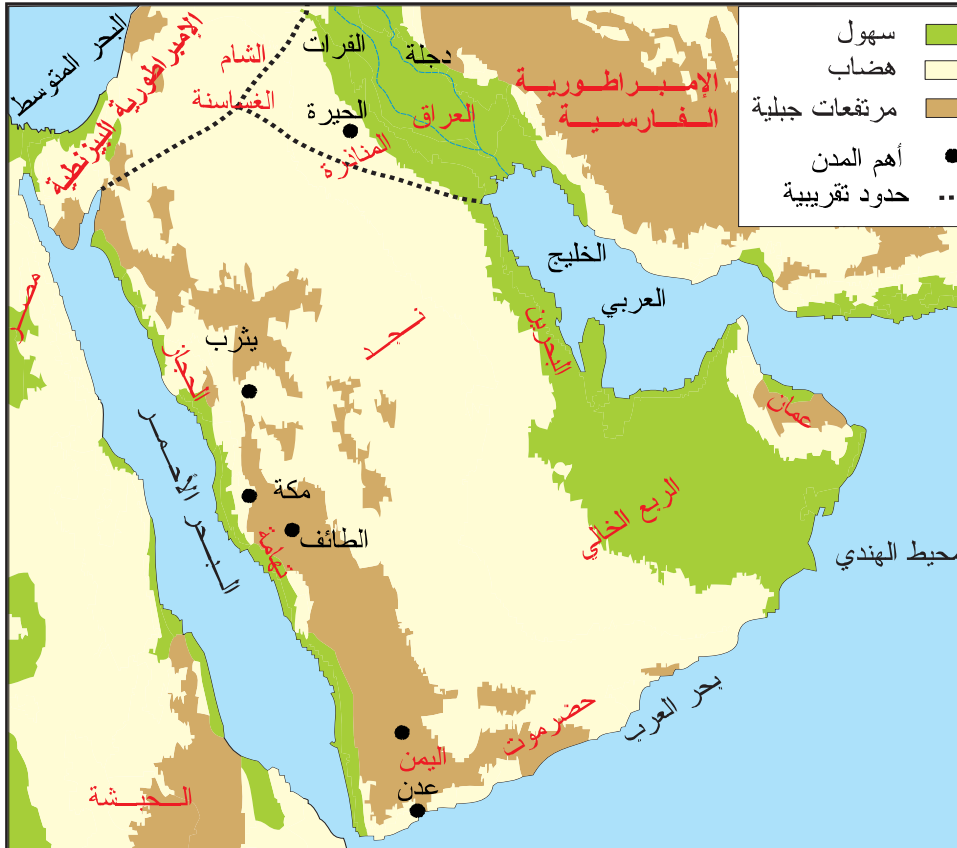 سهول
هضاب
مرتفعات جبلية
أهم المدن
حدود تقريبية
البحر المتوسط
الإمبراطورية البيزنطية
الشام
الغساسنة
الفرات
دجلة
الحيرة
المناذرة
العراق
الإمبراطورية
الفارسية
الخليج
العربي
مصر
يثرب
الحجاز
نجد
البحرين
عمان
البحر الأحمر
مكة
الطائف
تهامة
الربع الخالي
محيط الهندي
بحر العرب
حضرموت
اليمن
عدن
الحبشة